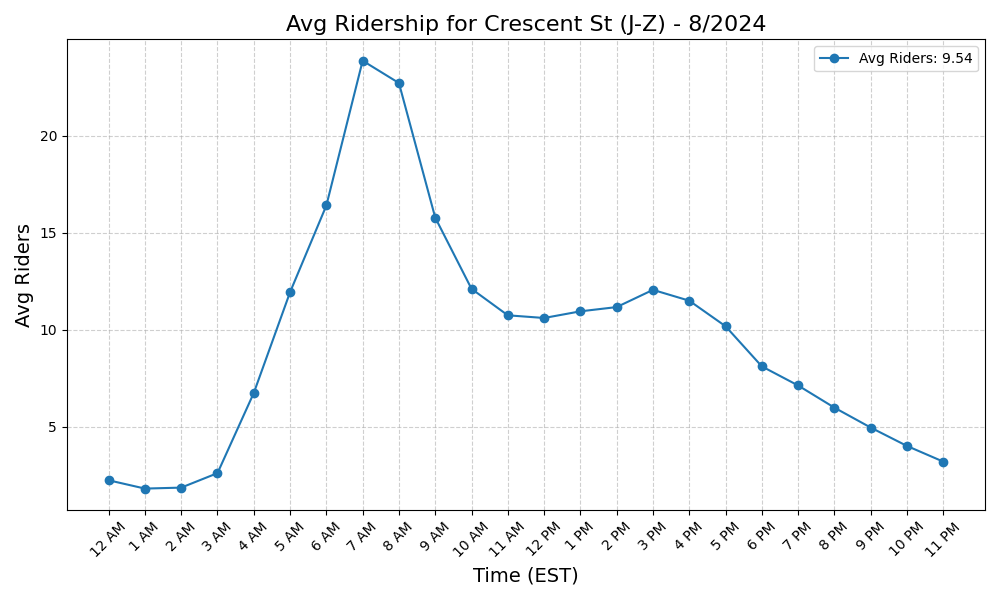 Avg Ridership for Crescent St (J-Z) - 8/2024
Avg Riders: 9.54
Avg Riders
20
15
10
5
12 AM
1 AM
2 AM
3 AM
4 AM
5 AM
6 AM
7 AM
8 AM
9 AM
10 AM
11 AM
12 PM
1 PM
2 PM
3 PM
4 PM
5 PM
6 PM
7 PM
8 PM
9 PM
10 PM
11 PM
Time (EST)